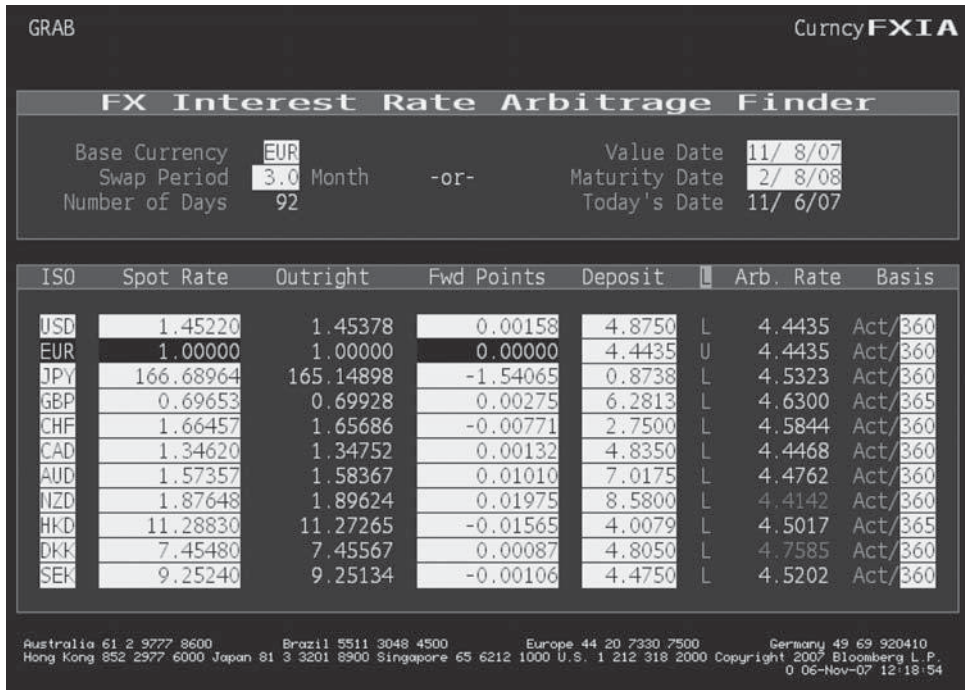 GRAB Curncy FXIA
FX Interest Rate Arbitrage Finder
Base Currency EUR Value Date 11/ 8/07
Swap Period 3.0 Month -or- Maturity Date 2/ 8/08
Number of Days 92 Today's Date 11/ 6/07
ISO Spot Rate Outright Fwd Points Deposit L Arb. Rate Basis
USD 1.45220 1.45378 0.00158 4.8750 L 4.4435 Act/360
EUR 1.00000 1.00000 0.00000 4.4435 U 4.4435 Act/360
JPY 166.68964 165.14898 -1.54065 0.8738 L 4.5323 Act/360
GBP 0.69653 0.69928 0.00275 6.2813 L 4.6300 Act/365
CHF 1.66457 1.65686 -0.00771 2.7500 L 4.5844 Act/360
CAD 1.34620 1.34752 0.00132 4.8350 L 4.4468 Act/360
AUD 1.57357 1.58367 0.01010 7.0175 L 4.4762 Act/360
NZD 1.87648 1.89624 0.01975 8.5800 L 4.4142 Act/360
HKD 11.28830 11.27265 -0.01565 4.0079 L 4.5017 Act/365
DKK 7.45480 7.45567 0.00087 4.8050 L 4.7585 Act/360
SEK 9.25240 9.25134 -0.00106 4.4750 L 4.5202 Act/360
Australia 61 2 9777 8600 Brazil 5511 3048 4500 Europe 44 20 7330 7500 Germany 49 69 920410
Hong Kong 852 2977 6000 Japan 81 3 3201 8900 Singapore 65 6212 1000 U.S. 1 212 318 2000 Copyright 2007 Bloomberg L.P.
0 06-Nov-07 12:18:54